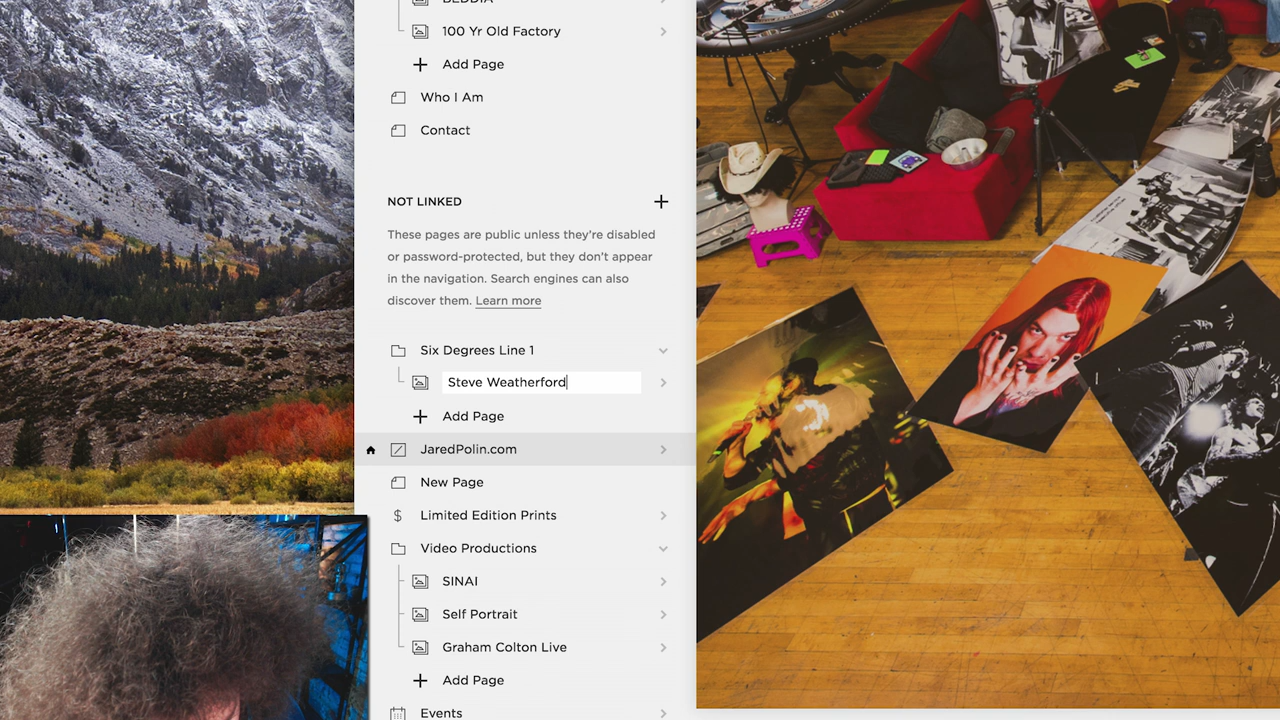 BEDDIA
100 Yr Old Factory
Add Page
Who I Am
Contact
NOT LINKED
These pages are public unless they're disabled
or password-protected, but they don't appear
in the navigation. Search engines can also
discover them. Learn more
Six Degrees Line 1
Steve Weatherford
Add Page
JaredPolin.com
New Page
$ Limited Edition Prints
Video Productions
SINAI
Self Portrait
Graham Colton Live
Add Page
Events